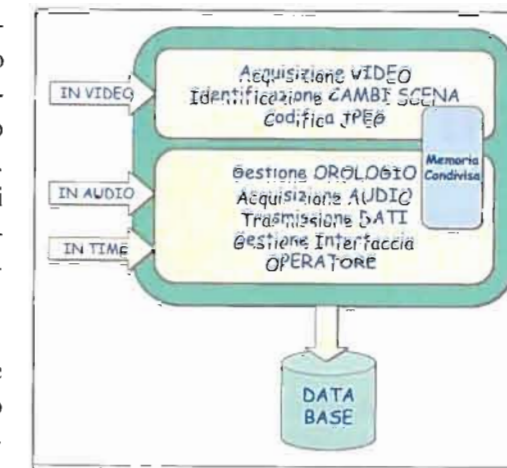 IN VIDEO
Acquisizione VIDEO
Identificazione CAMBI SCENA
Codifica JPEG
Memoria
Condivisa
IN AUDIO
IN TIME
Gestione OROLOGIO
Acquisizione AUDIO
Trasmissione DATI
Gestione Interfaccia
OPERATORE
DATA
BASE